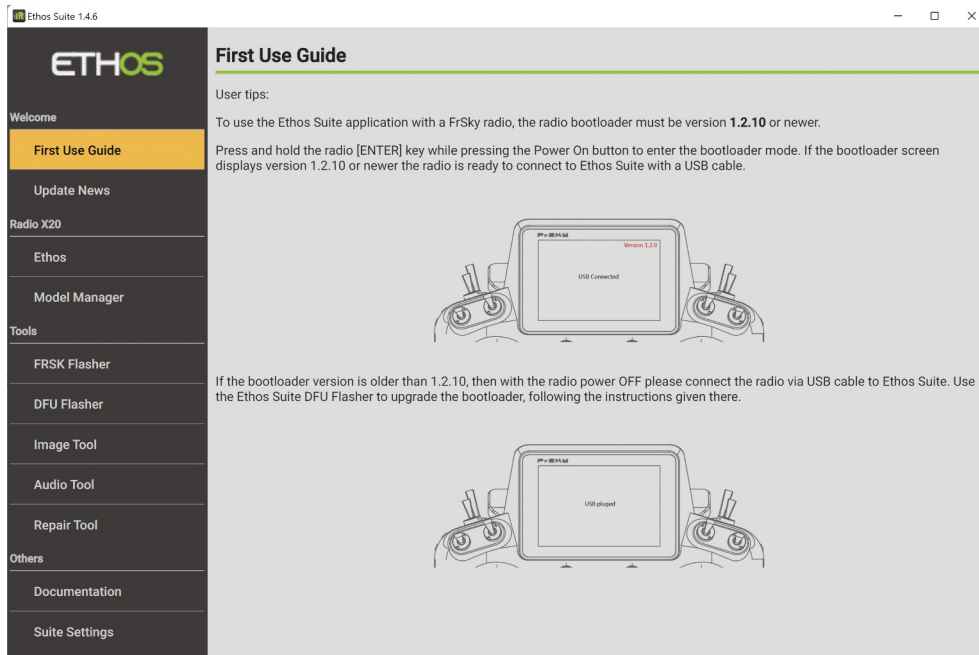 Ethos Suite 1.4.6
ETHOS
Welcome
First Use Guide
Update News
Radio X20
Ethos
Model Manager
Tools
FRSK Flasher
DFU Flasher
Image Tool
Audio Tool
Repair Tool
Others
Documentation
Suite Settings
First Use Guide
User tips:
To use the Ethos Suite application with a FrSky radio, the radio bootloader must be version 1.2.10 or newer.
Press and hold the radio [ENTER] key while pressing the Power On button to enter the bootloader mode. If the bootloader screen
displays version 1.2.10 or newer the radio is ready to connect to Ethos Suite with a USB cable.
FrSKY
Version 1.2.0
USB Connected
If the bootloader version is older than 1.2.10, then with the radio power OFF please connect the radio via USB cable to Ethos Suite. Use
the Ethos Suite DFU Flasher to upgrade the bootloader, following the instructions given there.
FrSKY
USB pluged